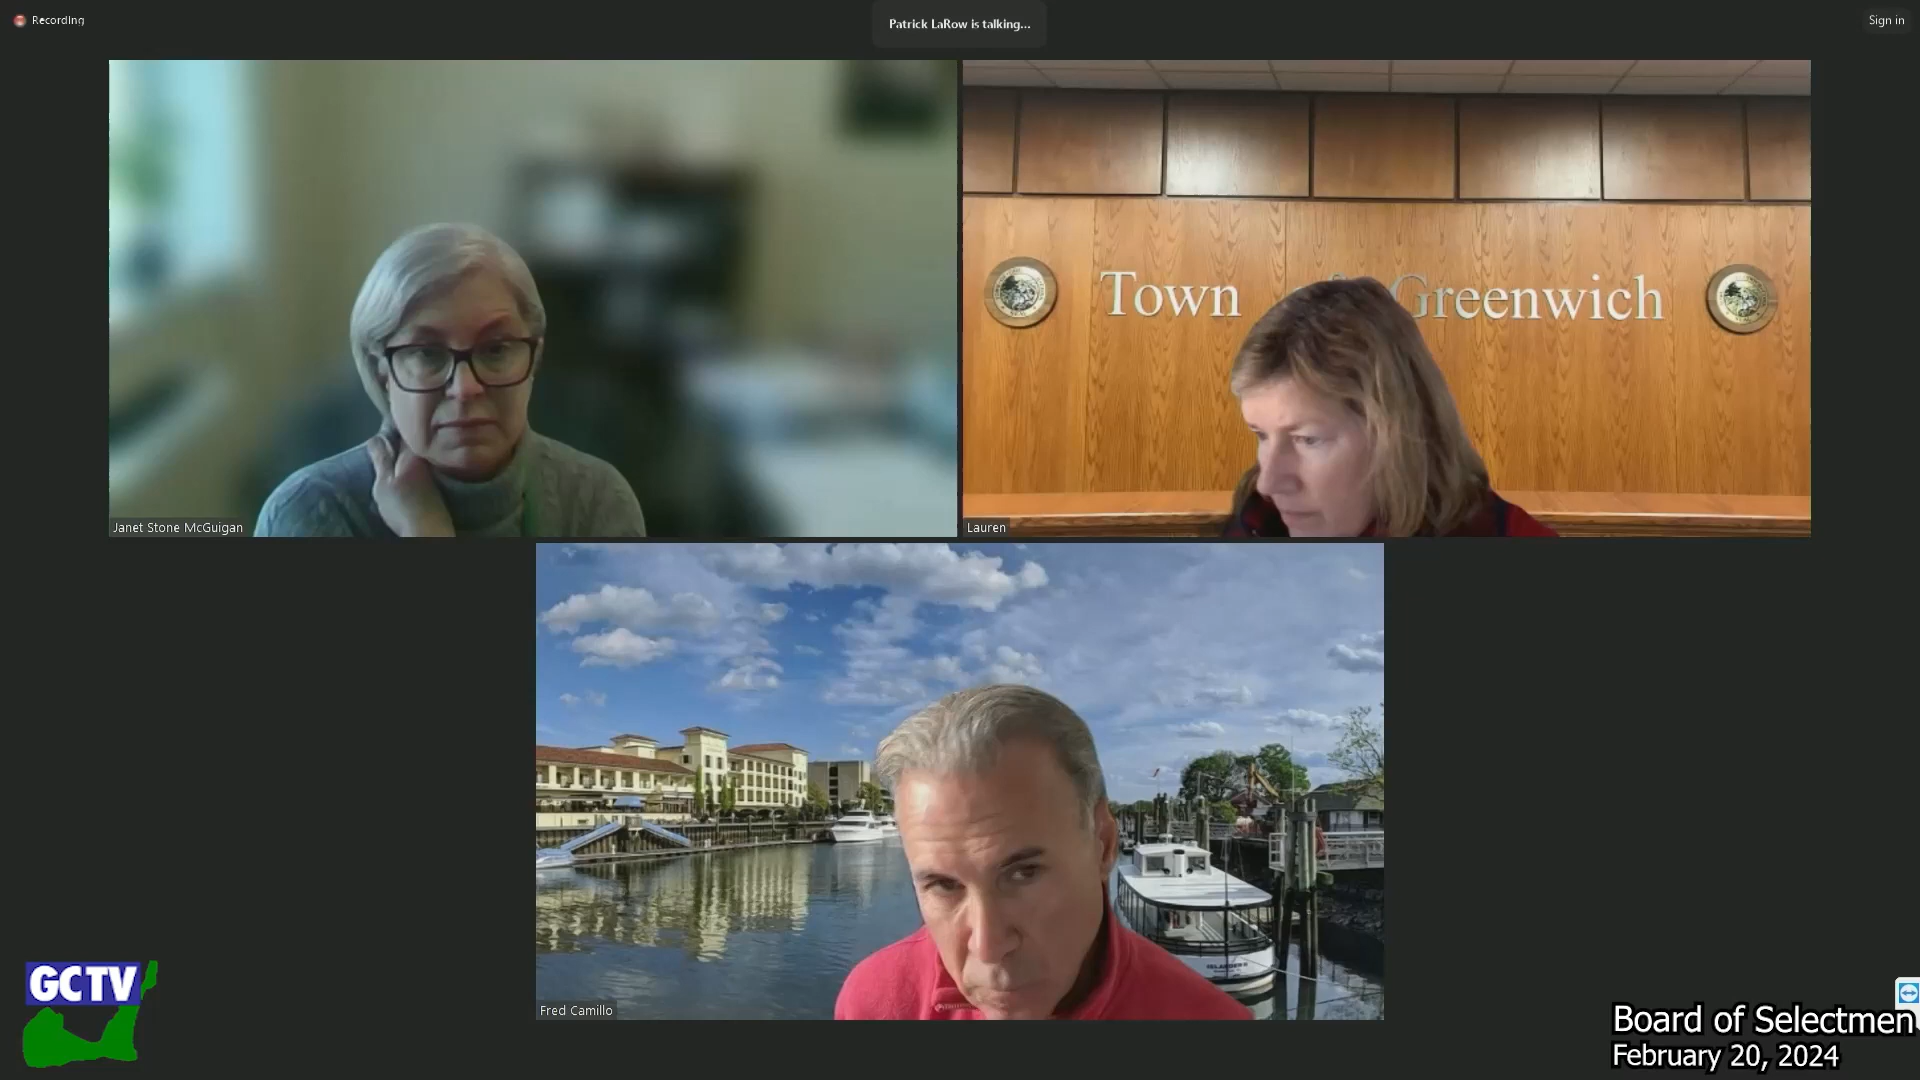 Recording
Patrick LaRow is talking...
Sign in
Town Greenwich
Janet Stone McGuigan
Lauren
Fred Camillo
GCTV
Board of Selectmen
February 20, 2024